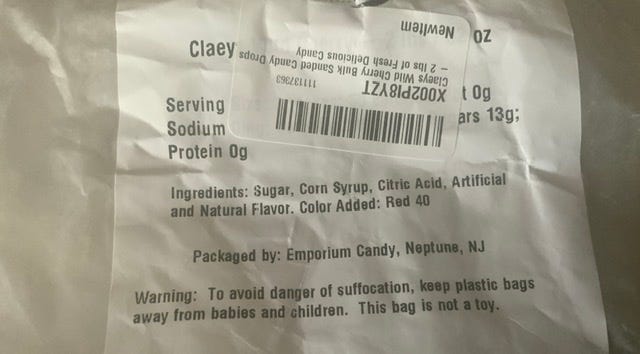 Claey oz
t 0g
Serving ars 13g;
Sodium
Protein 0g
Ingredients: Sugar, Corn Syrup, Citric Acid, Artificial
and Natural Flavor. Color Added: Red 40
Packaged by: Emporium Candy, Neptune, NJ
Warning: To avoid danger of suffocation, keep plastic bags
away from babies and children. This bag is not a toy.
X002PI8YZT
1111137363
Claeys Wild Cherry Bulk Sanded Candy Drops
– 2 lbs of Fresh Delicious Candy
NewItem